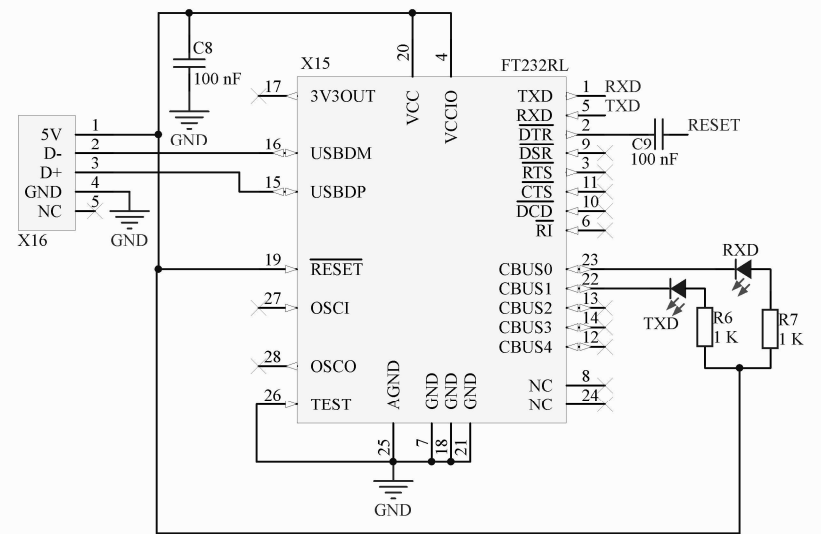 C8
100 nF
GND
X15
FT232RL
20
4
VCC
VCCIO
17
3V3OUT
16
USBDM
15
USBDP
19
RESET
27
OSCI
28
OSCO
26
TEST
5V
1
D-
2
D+
3
GND
4
NC
5
X16
GND
TXD
1
RXD
RXD
5
TXD
DTR
2
C9
100 nF
RESET
DSR
9
RTS
3
CTS
11
DCD
10
RI
6
CBUS0
23
CBUS1
22
CBUS2
13
CBUS3
14
CBUS4
12
NC
8
NC
24
RXD
TXD
R6
1 K
R7
1 K
AGND
GND
GND
GND
25
7
18
21
GND